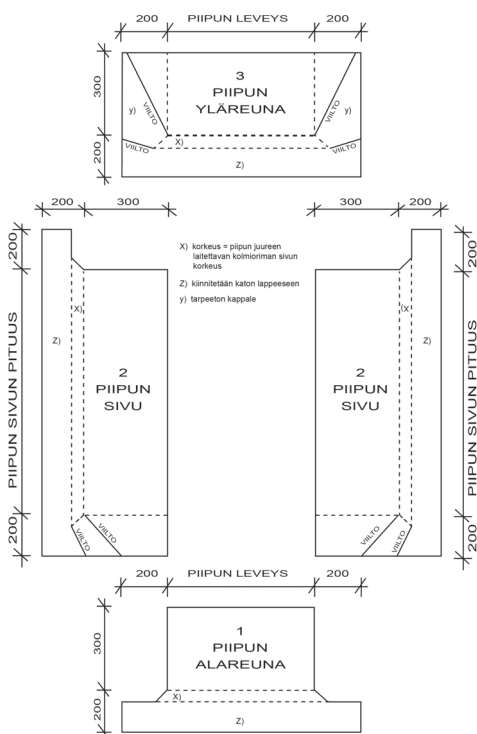 200 PIIPUN LEVEYS 200
300
200
3
PIIPUN
YLÄREUNA
y)
VIILTO
VIILTO
y)
VIILTO
X)
VIILTO
Z)
200 300
200
PIIPUN SIVUN PITUUS
200
X)
Z)
2
PIIPUN
SIVU
VIILTO
VIILTO
X) korkeus = piipun juureen
laitettavan kolmioriman sivun
korkeus
Z) kiinnitetään katon lappeeseen
y) tarpeeton kappale
300 200
200
PIIPUN SIVUN PITUUS
200
(X
Z)
2
PIIPUN
SIVU
VIILTO
VIILTO
200 PIIPUN LEVEYS 200
300
200
1
PIIPUN
ALAREUNA
X)
Z)